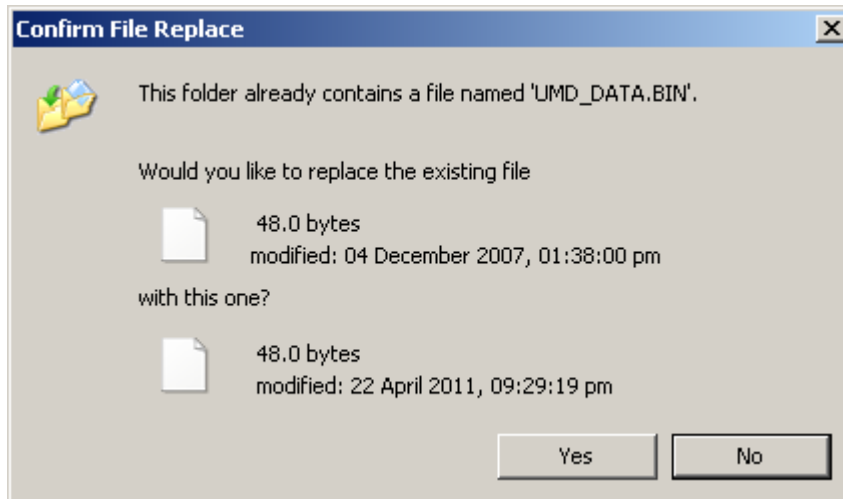 Confirm File Replace
This folder already contains a file named 'UMD_DATA.BIN'.
Would you like to replace the existing file
48.0 bytes
modified: 04 December 2007, 01:38:00 pm
with this one?
48.0 bytes
modified: 22 April 2011, 09:29:19 pm
Yes No